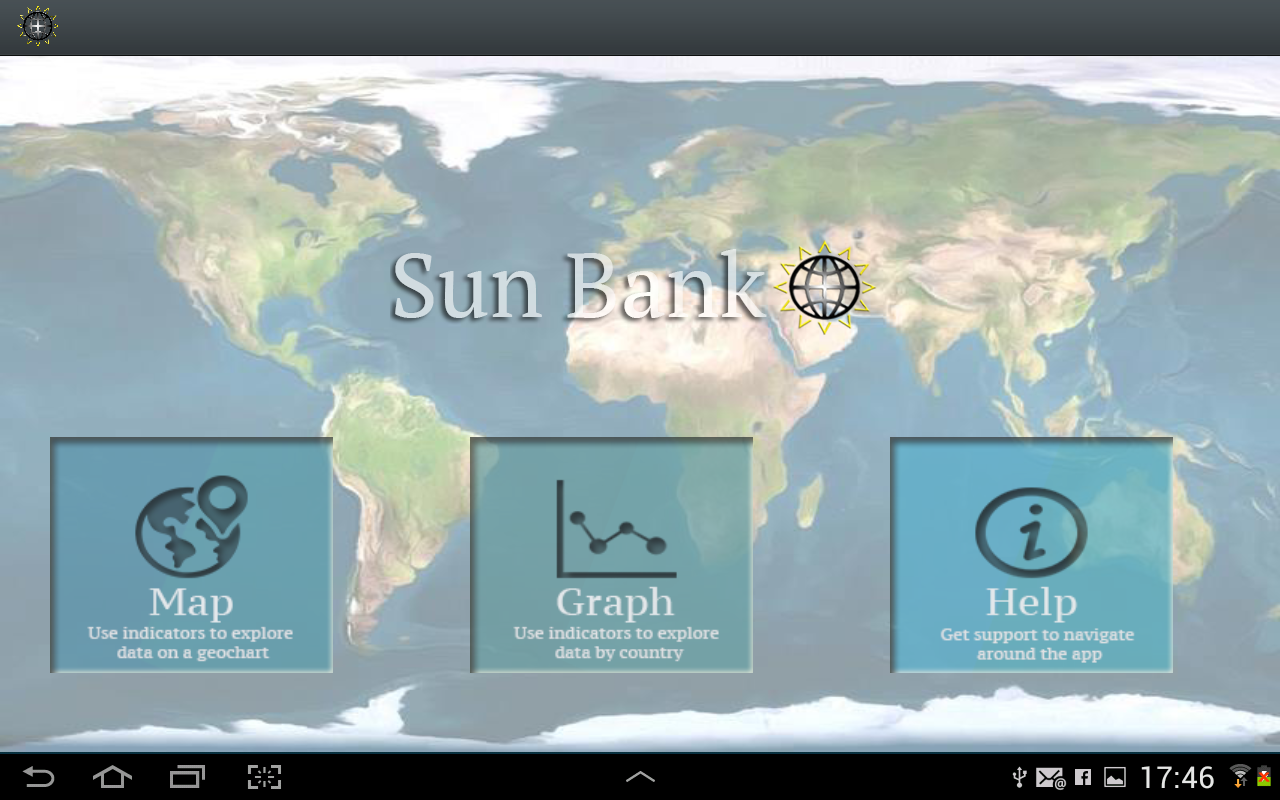 Sun Bank
Map
Use indicators to explore
data on a geochart
Graph
Use indicators to explore
data by country
Help
Get support to navigate
around the app
17:46